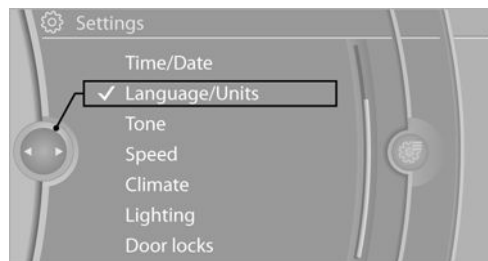 Settings
Time/Date
Language/Units
Tone
Speed
Climate
Lighting
Door locks